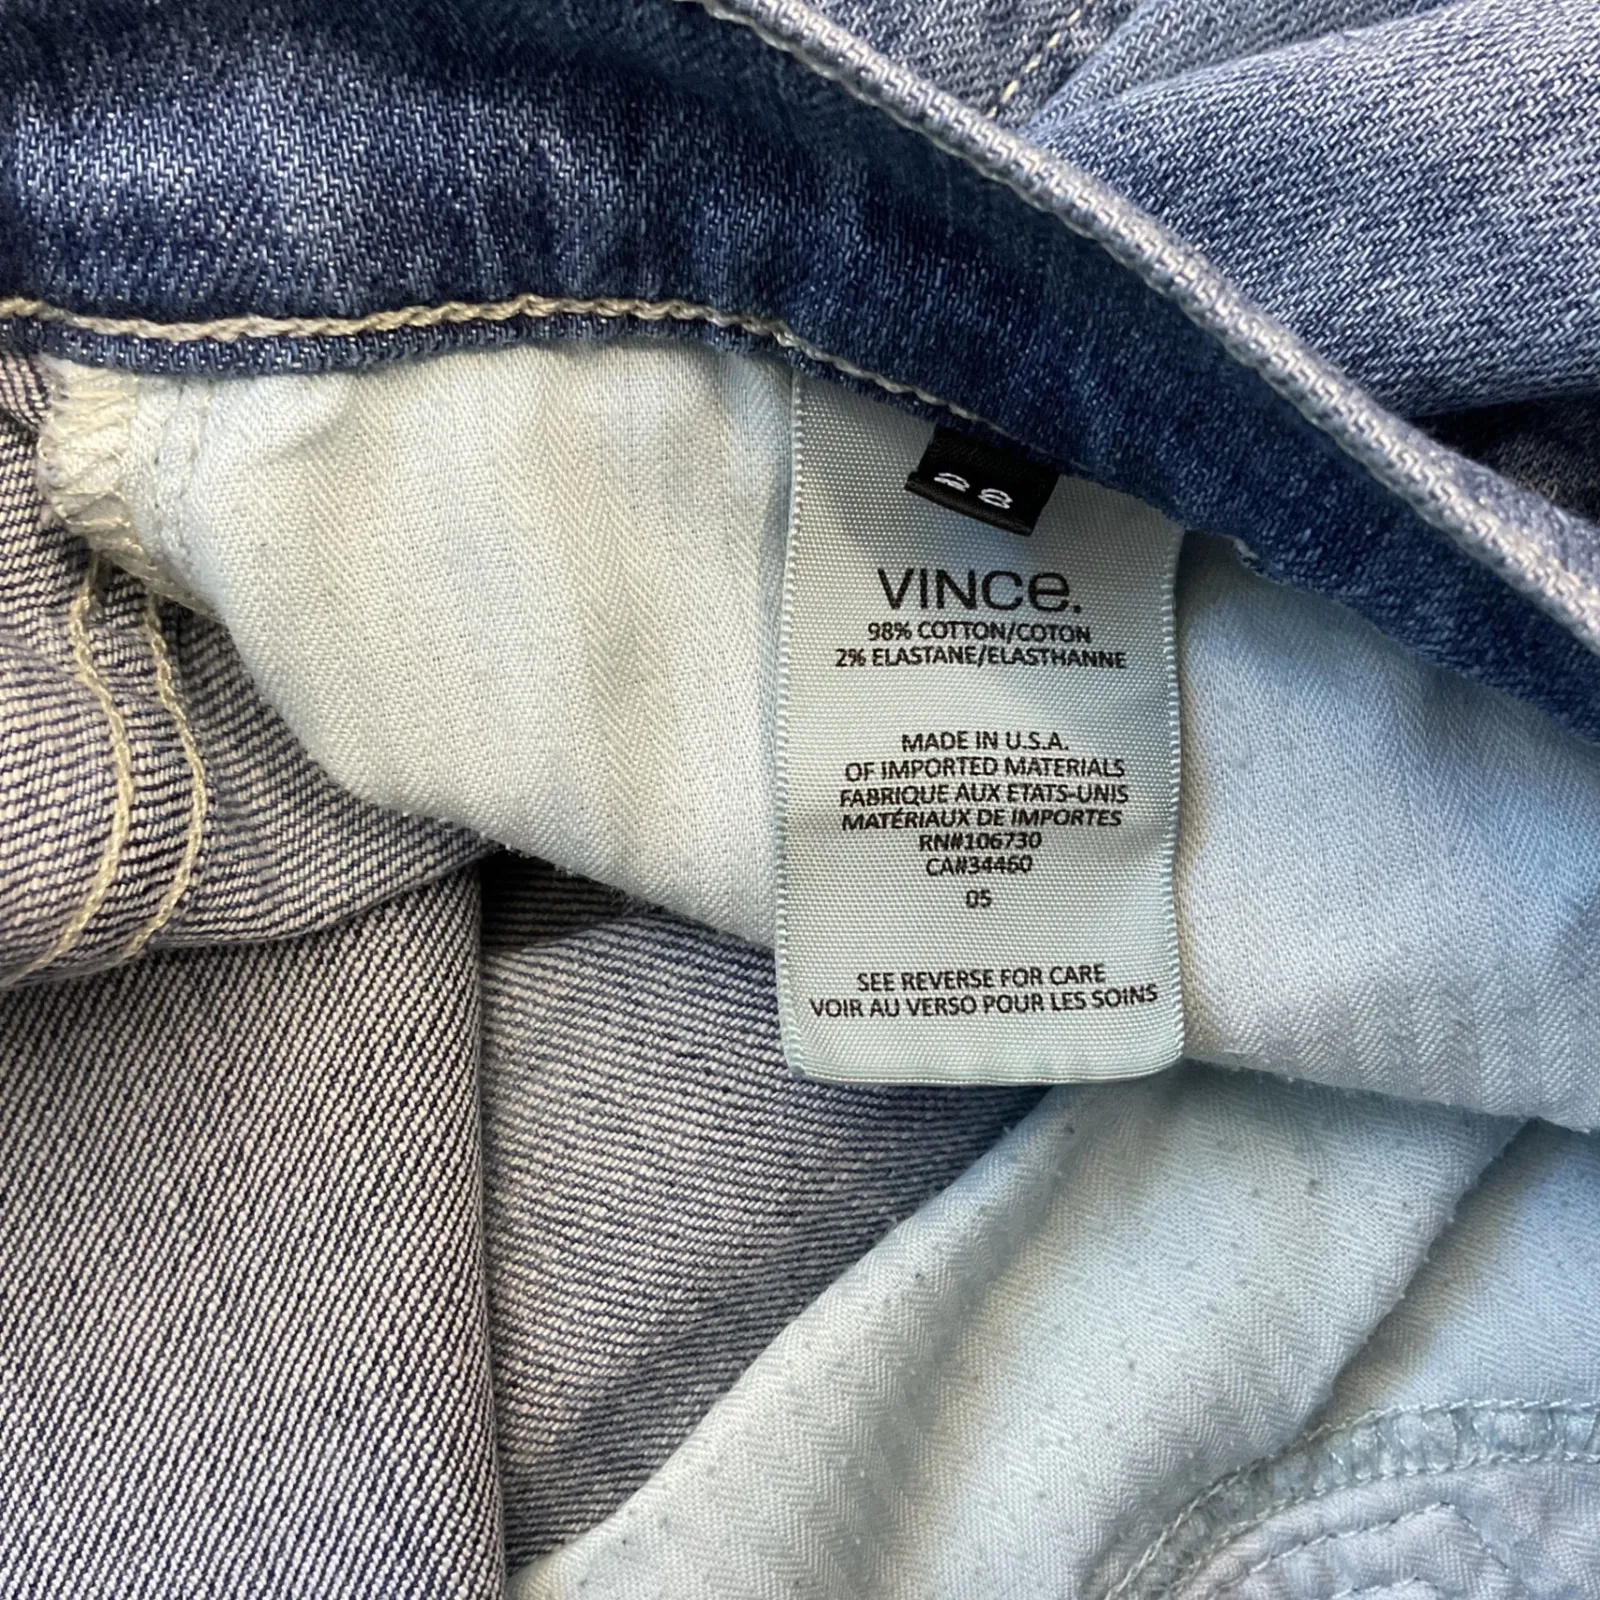 28
VINCe.
98% COTTON/COTON
2% ELASTANE/ELASTHANNE
MADE IN U.S.A.
OF IMPORTED MATERIALS
FABRIQUE AUX ETATS-UNIS
MATÉRIAUX DE IMPORTES
RN#106730
CA#34460
05
SEE REVERSE FOR CARE
VOIR AU VERSO POUR LES SOINS